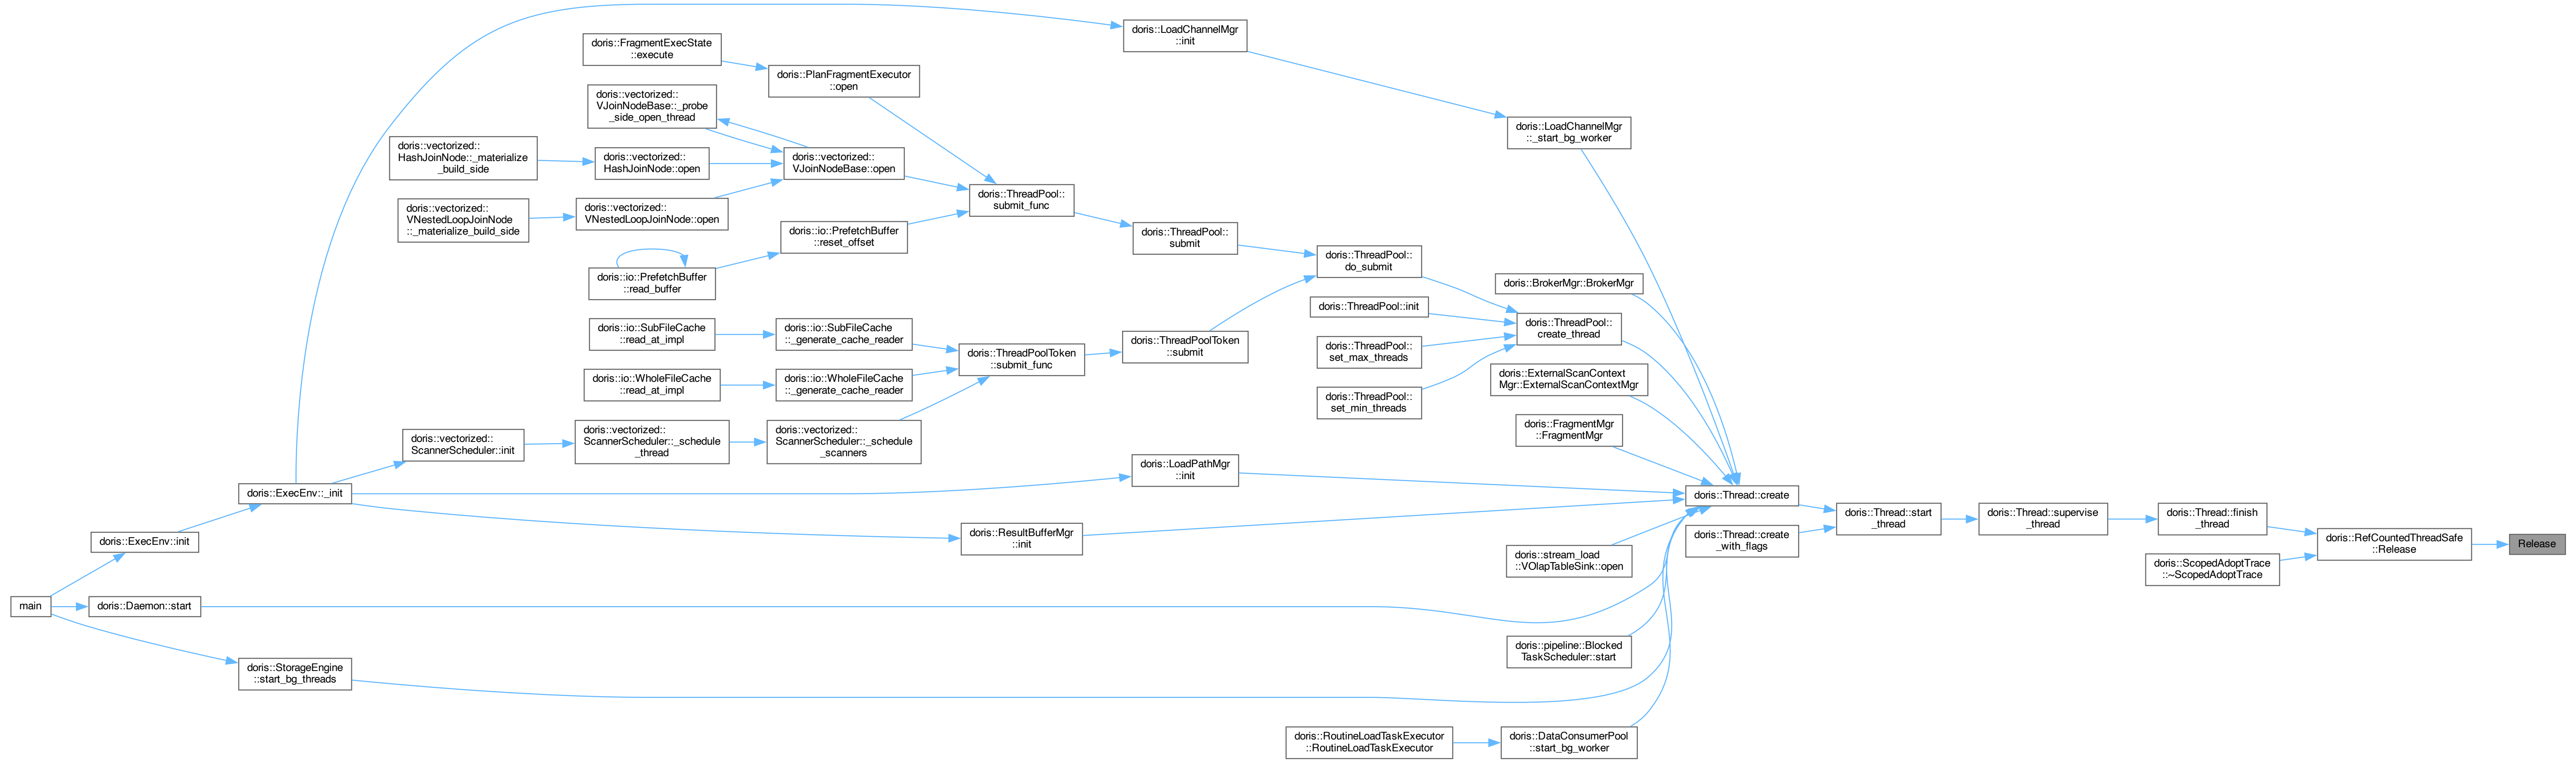 doris::LoadChannelMgr
::init
doris::FragmentExecState
::execute
doris::PlanFragmentExecutor
::open
doris::vectorized::
VJoinNodeBase::_probe
_side_open_thread
doris::LoadChannelMgr
::_start_bg_worker
doris::vectorized::
HashJoinNode::_materialize
_build_side
doris::vectorized::
HashJoinNode::open
doris::vectorized::
VJoinNodeBase::open
doris::ThreadPool::
submit_func
doris::vectorized::
VNestedLoopJoinNode
::_materialize_build_side
doris::vectorized::
VNestedLoopJoinNode::open
doris::io::PrefetchBuffer
::reset_offset
doris::ThreadPool::
submit
doris::ThreadPool::
do_submit
doris::io::PrefetchBuffer
::read_buffer
doris::BrokerMgr::BrokerMgr
doris::ThreadPool::init
doris::ThreadPool::
create_thread
doris::io::SubFileCache
::read_at_impl
doris::io::SubFileCache
::_generate_cache_reader
doris::ThreadPoolToken
::submit
doris::ThreadPool::
set_max_threads
doris::ThreadPoolToken
::submit_func
doris::ExternalScanContext
Mgr::ExternalScanContextMgr
doris::io::WholeFileCache
::read_at_impl
doris::io::WholeFileCache
::_generate_cache_reader
doris::ThreadPool::
set_min_threads
doris::FragmentMgr
::FragmentMgr
doris::vectorized::
ScannerScheduler::init
doris::vectorized::
ScannerScheduler::_schedule
_thread
doris::vectorized::
ScannerScheduler::_schedule
_scanners
doris::LoadPathMgr
::init
doris::ExecEnv::_init
doris::Thread::create
doris::Thread::start
_thread
doris::Thread::supervise
_thread
doris::Thread::finish
_thread
doris::ExecEnv::init
doris::ResultBufferMgr
::init
doris::Thread::create
_with_flags
doris::RefCountedThreadSafe
::Release
Release
doris::stream_load
::VOlapTableSink::open
doris::ScopedAdoptTrace
::~ScopedAdoptTrace
main
doris::Daemon::start
doris::pipeline::Blocked
TaskScheduler::start
doris::StorageEngine
::start_bg_threads
doris::RoutineLoadTaskExecutor
::RoutineLoadTaskExecutor
doris::DataConsumerPool
::start_bg_worker